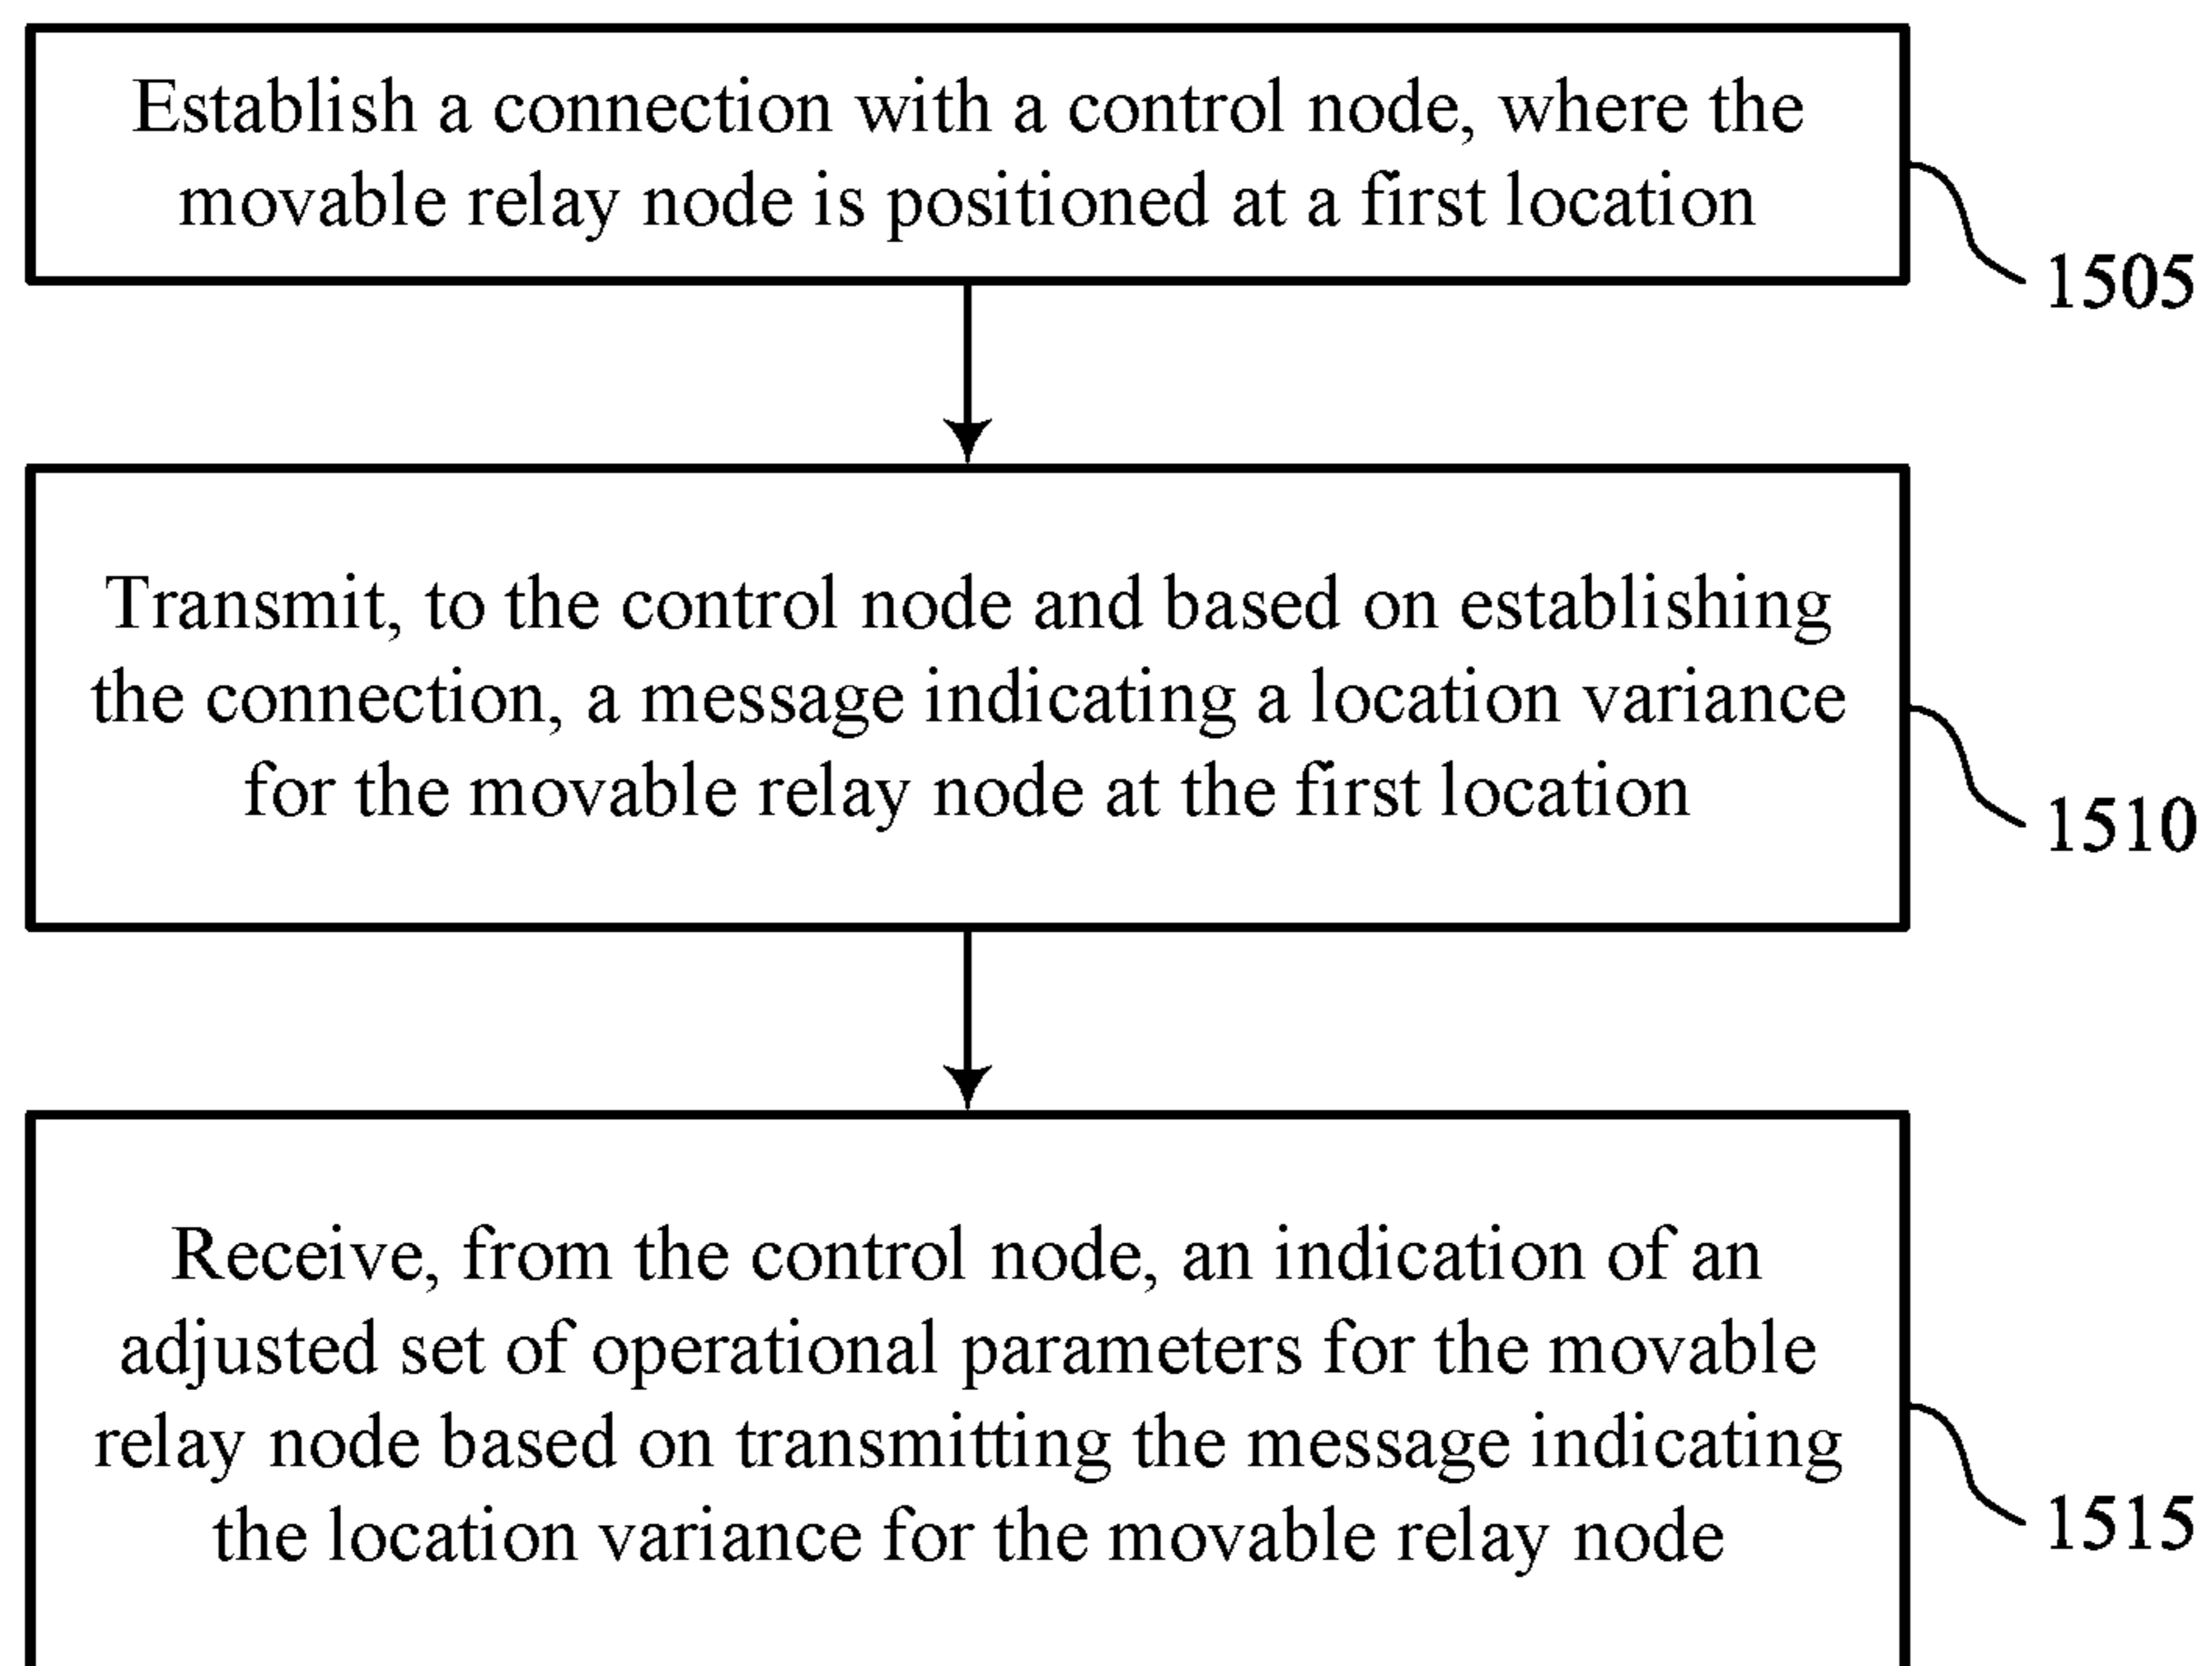 Establish a connection with a control node, where the
movable relay node is positioned at a first location
1505
Transmit, to the control node and based on establishing
the connection, a message indicating a location variance
for the movable relay node at the first location
1510
Receive, from the control node, an indication of an
adjusted set of operational parameters for the movable
relay node based on transmitting the message indicating
the location variance for the movable relay node
1515